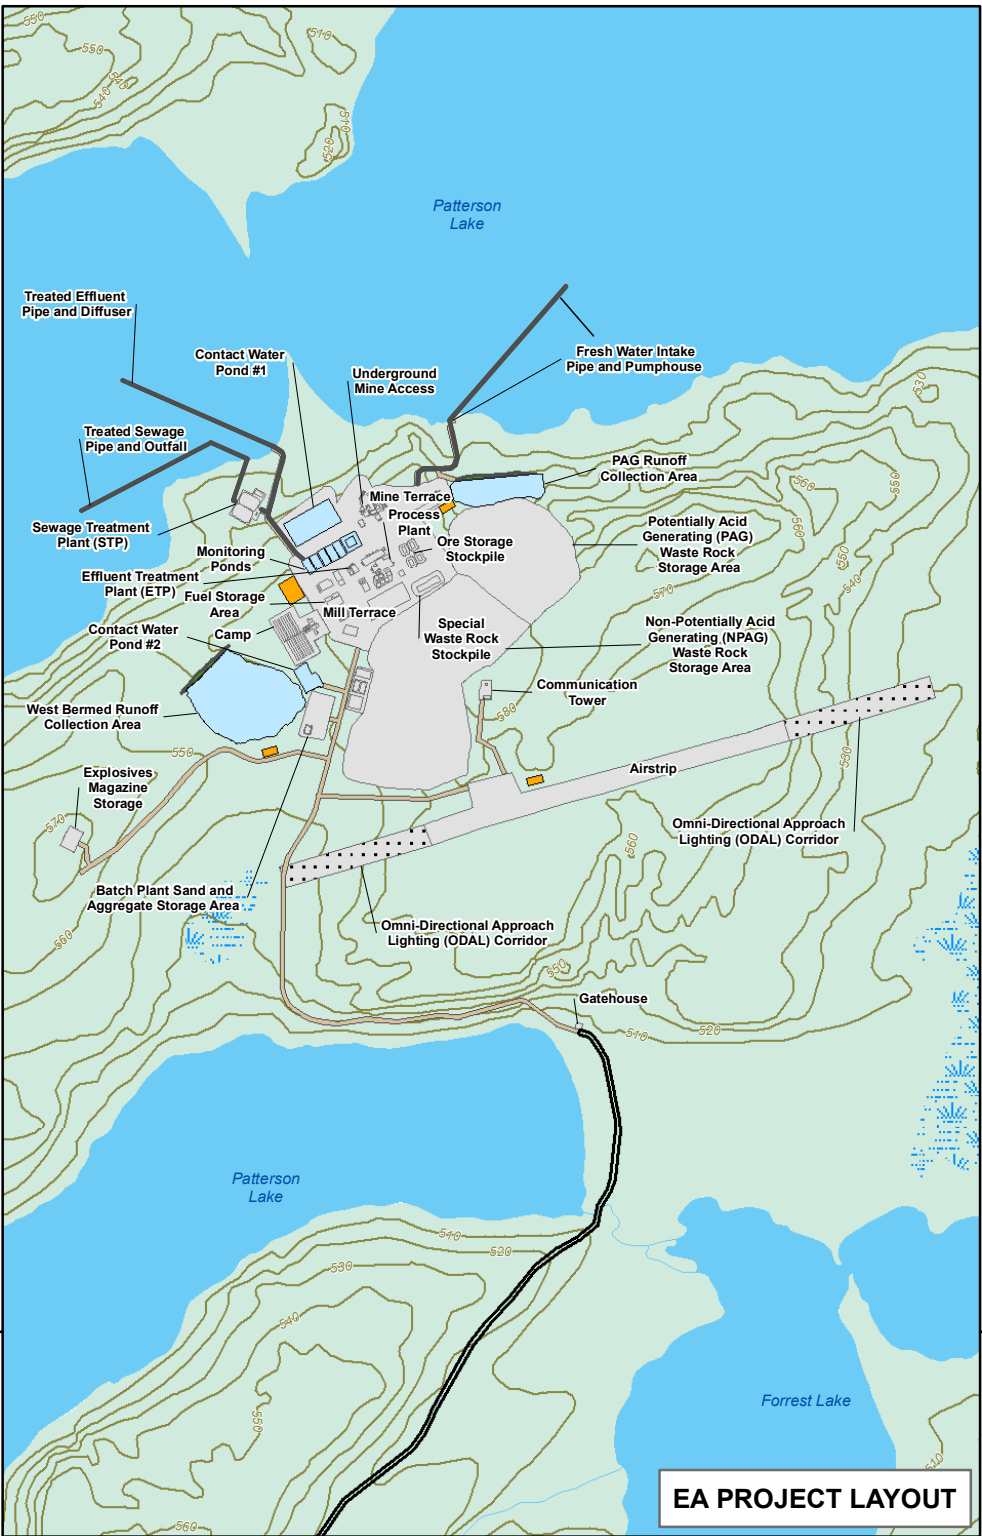 550
510
550
540
540
510
520
Patterson
Lake
Treated Effluent
Pipe and Diffuser
Contact Water
Pond #1
Underground
Mine Access
Fresh Water Intake
Pipe and Pumphouse
530
Treated Sewage
Pipe and Outfall
PAG Runoff
Collection Area
550
560
Mine Terrace
Process
Plant
Sewage Treatment
Plant (STP)
Potentially Acid
Generating (PAG)
Waste Rock
Storage Area
560
Ore Storage
Stockpile
Monitoring
Ponds
550
540
Effluent Treatment
Plant (ETP)
570
Fuel Storage
Area
Mill Terrace
Special
Waste Rock
Stockpile
Non-Potentially Acid
Generating (NPAG)
Waste Rock
Storage Area
Contact Water
Pond #2
Camp
Communication
Tower
West Bermed Runoff
Collection Area
580
550
530
Airstrip
Explosives
Magazine
Storage
570
Omni-Directional Approach
Lighting (ODAL) Corridor
560
Batch Plant Sand and
Aggregate Storage Area
Omni-Directional Approach
Lighting (ODAL) Corridor
560
550
Gatehouse
510
520
Patterson
Lake
510
520
530
540
Forrest Lake
550
510
560
EA PROJECT LAYOUT